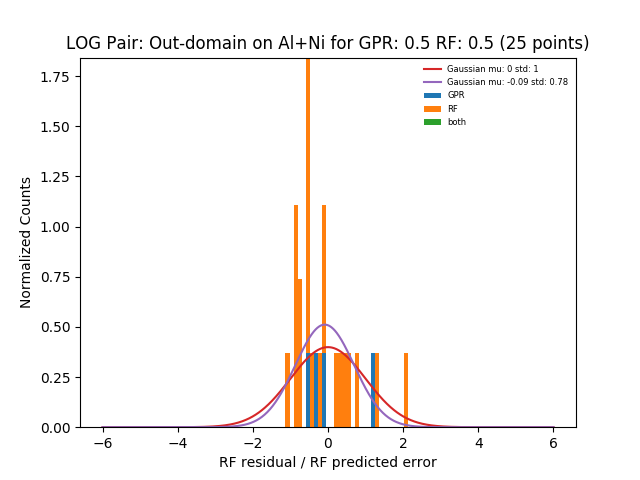 LOG Pair: Out-domain on Al+Ni for GPR: 0.5 RF: 0.5 (25 points)
Gaussian mu: 0 std: 1
Gaussian mu: -0.09 std: 0.78
GPR
RF
both
1.75
1.50
1.25
1.00
0.75
0.50
0.25
0.00
Normalized Counts
−6 −4 −2 0 2 4 6
RF residual / RF predicted error